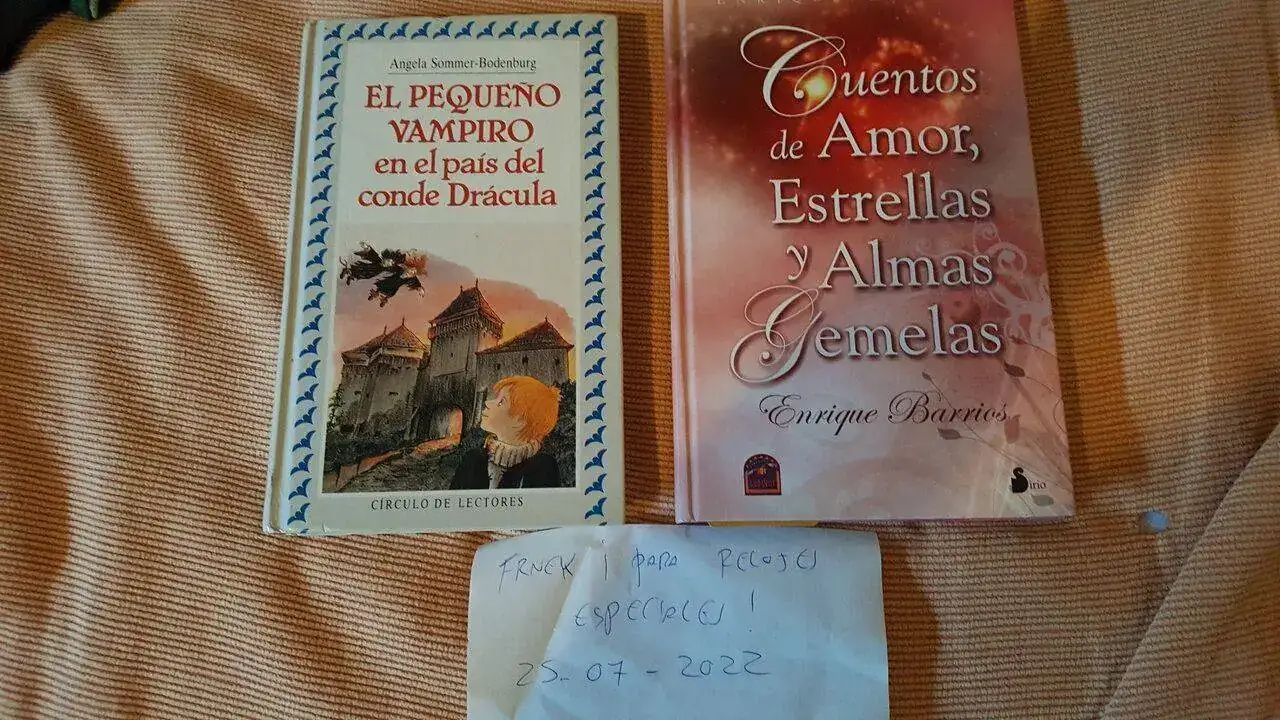 Angela Sommer-Bodenburg
EL PEQUEÑO
VAMPIRO
en el país del
conde Drácula
CÍRCULO DE LECTORES
Cuentos
de Amor,
Estrellas
y Almas
Gemelas
Enrique Barrios
Sirio
FRNCK i PARA RELOJES
ESPECIALES!
25-07-2022